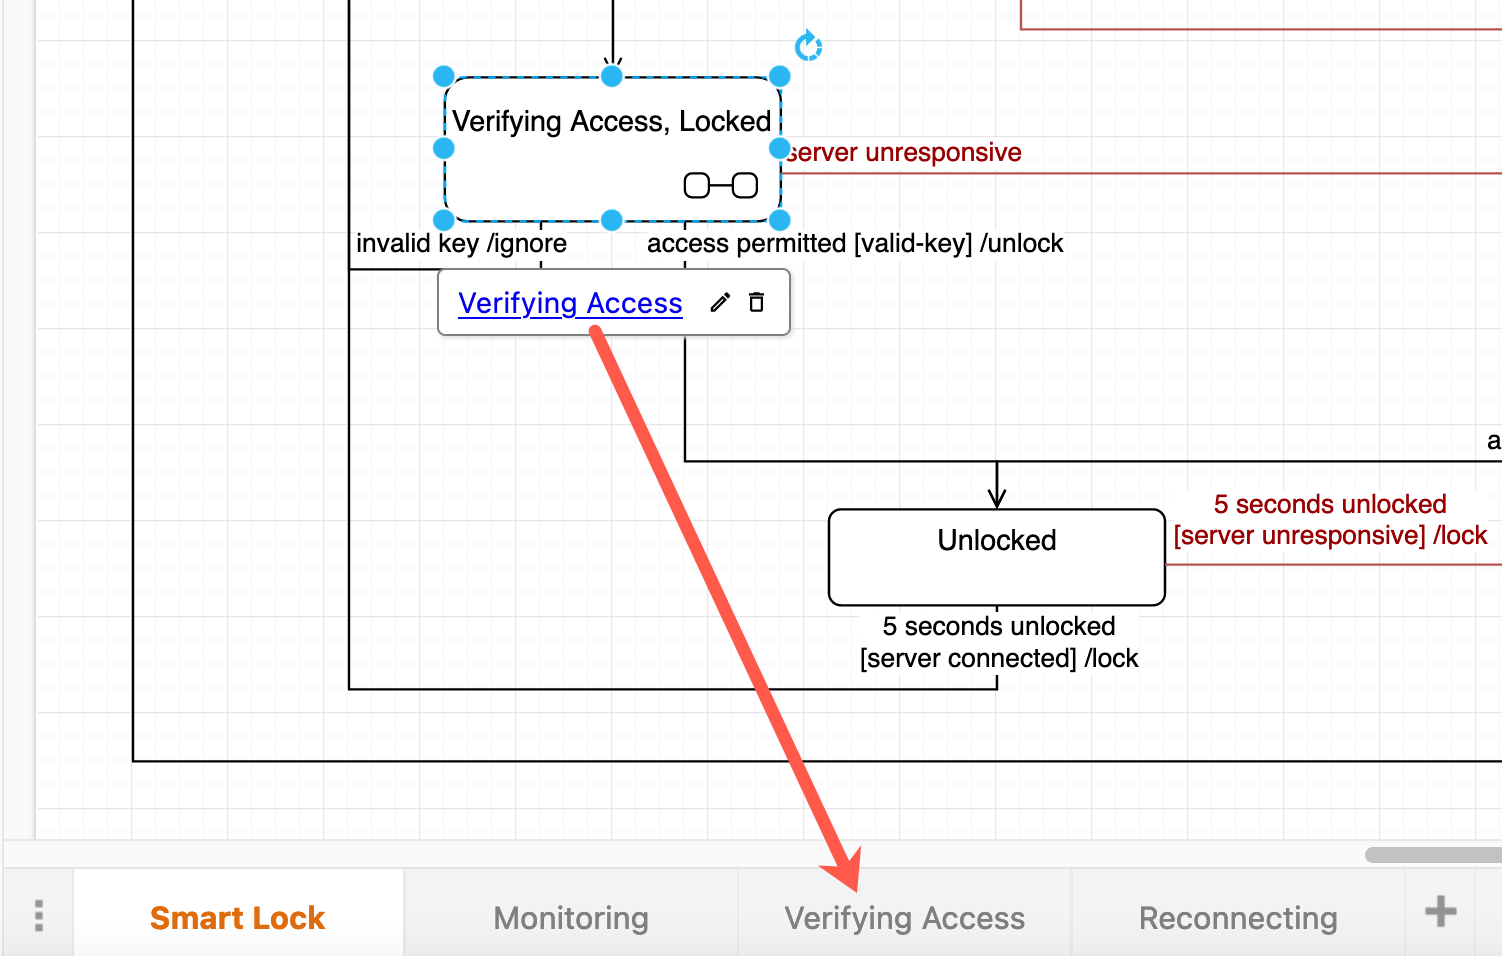 Verifying Access, Locked
server unresponsive
invalid key /ignore
access permitted [valid-key] /unlock
Verifying Access
a
5 seconds unlocked
[server unresponsive] /lock
Unlocked
5 seconds unlocked
[server connected] /lock
Smart Lock
Monitoring
Verifying Access
Reconnecting